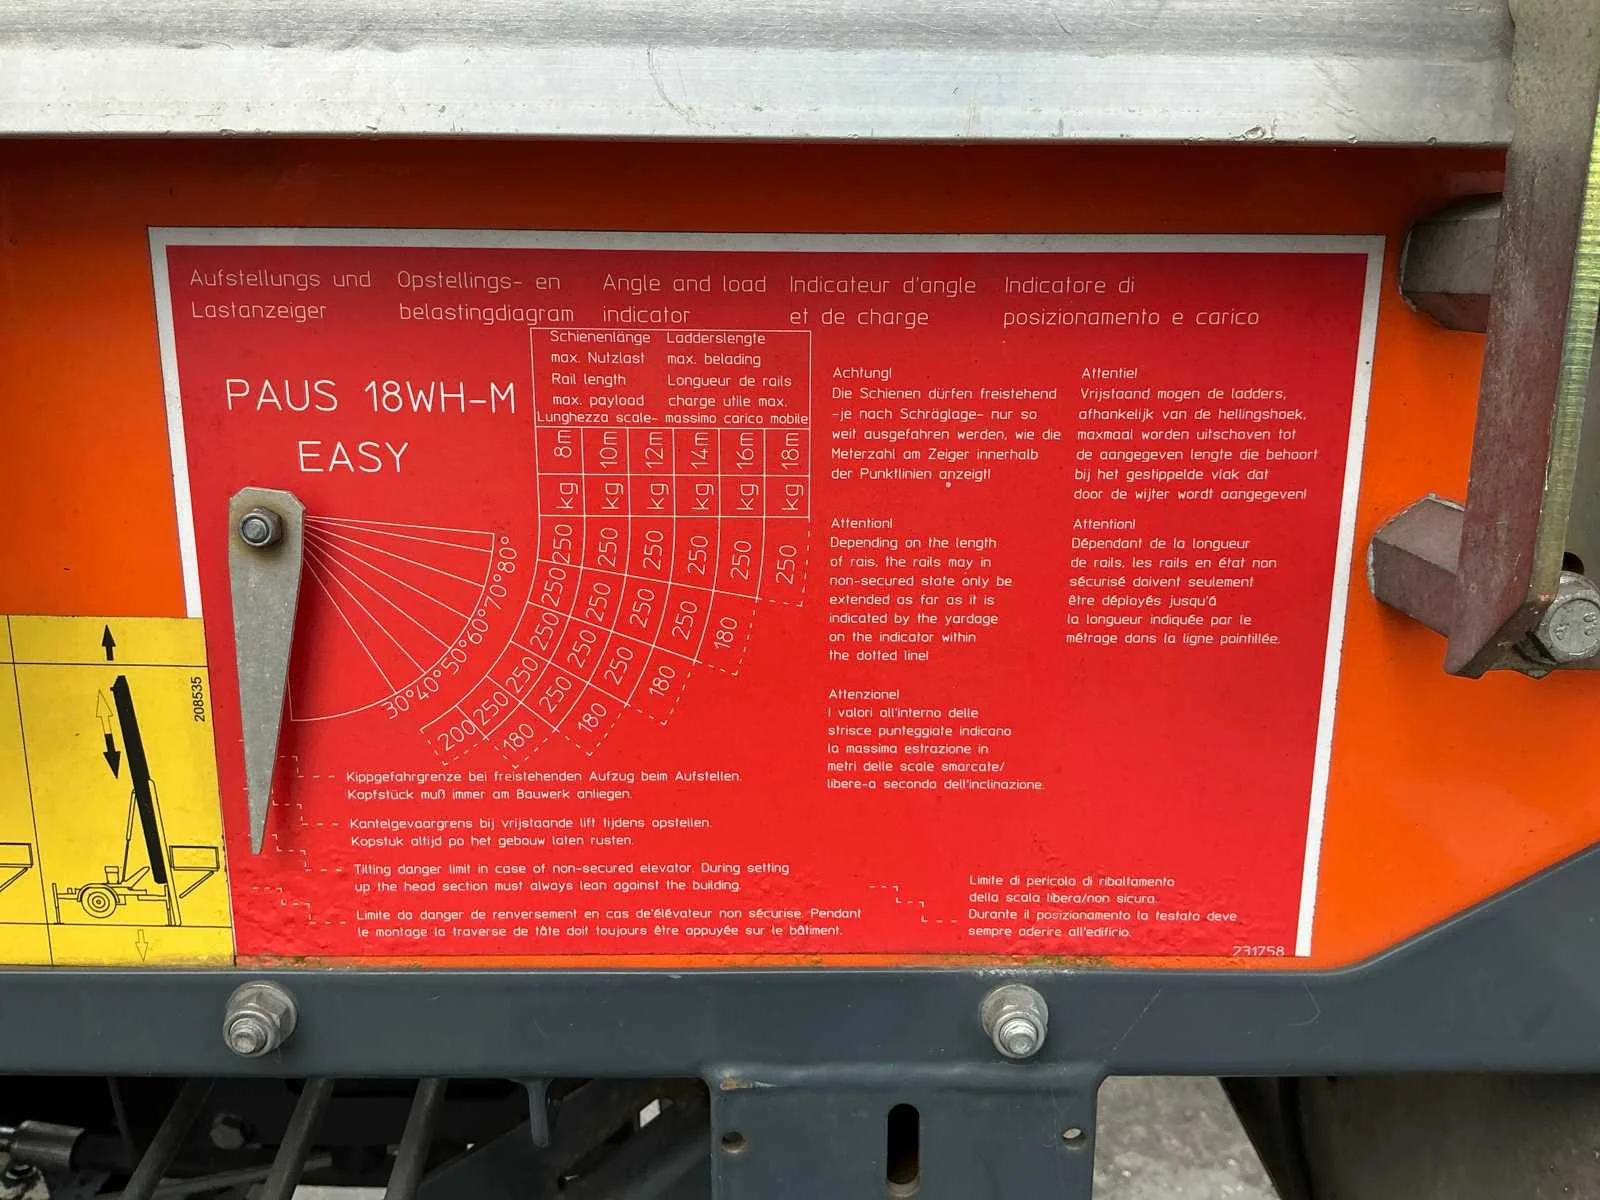 Aufstellungs und
Lastanzeiger
Opstellings- en
belastingdiagram
Angle and load
indicator
Indicateur d'angle
et de charge
Indicatore di
posizionamento e carico
PAUS 18WH-M
EASY
Schienenlänge Ladderslengte
max. Nutzlast max. belading
Rail length Longueur de rails
max. payload charge utile max.
Lunghezza scale- massimo carico mobile
8m 10m 12m 14m 16m 18m
kg kg kg kg kg kg
250 250 250 250 250 250
250 250 250 250 180
250 250 250 180
250 250 180
250 180
200
30° 40° 50° 60° 70° 80°
Achtung!
Die Schienen dürfen freistehend
-je nach Schräglage- nur so
weit ausgefahren werden, wie die
Meterzahl am Zeiger innerhalb
der Punktlinien anzeigt!
Attentie!
Vrijstaand mogen de ladders,
afhankelijk van de hellingshoek,
maxmaal worden uitschoven tot
de aangegeven lengte die behoort
bij het gestippelde vlak dat
door de wijter wordt aangegeven!
Attention!
Depending on the length
of rais, the rails may in
non-secured state only be
extended as far as it is
indicated by the yardage
on the indicator within
the dotted line!
Attention!
Dépendant de la longueur
de rails, les rails en état non
sécurisé doivent seulement
être déployés jusqu'á
la longueur indiquée par le
métrage dans la ligne pointillée.
Attenzione!
I valori all'interno delle
strisce punteggiate indicano
la massima estrazione in
metri delle scale smarcate/
libere-a seconda dell'inclinazione.
Kippgefahrgrenze bei freistehenden Aufzug beim Aufstellen.
Kopfstück muß immer am Bauwerk anliegen.
Kantelgevaargrens bij vrijstaande lift tijdens opstellen.
Kopstuk altijd po het gebouw laten rusten.
Tilting danger limit in case of non-secured elevator. During setting
up the head section must always lean against the building.
Limite da danger de renversement en cas de'élévateur non sécurise. Pendant
le montage la traverse de tâte doit toujours être appuyée sur le bâtiment.
Limite di pericolo di ribaltamento
della scala libera/non sicura.
Durante il posizionamento la testata deve
sempre aderire all'edificio.
231758
208535